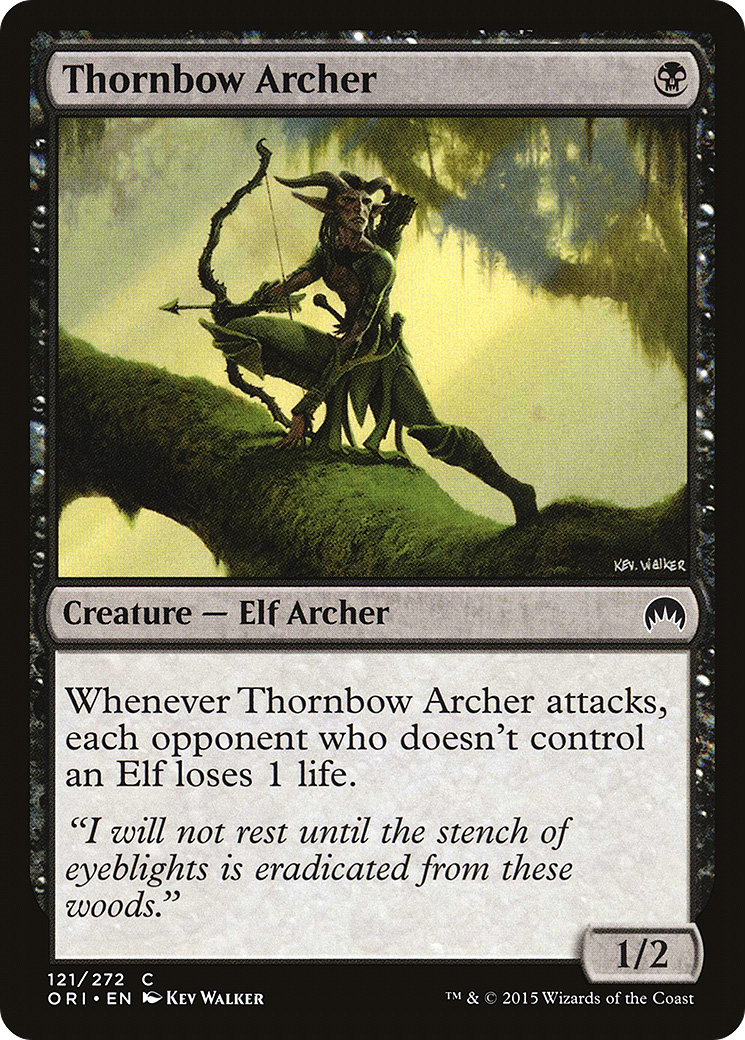 Thornbow Archer
KEV. WALKER
Creature — Elf Archer
Whenever Thornbow Archer attacks,
each opponent who doesn't control
an Elf loses 1 life.
“I will not rest until the stench of
eyeblights is eradicated from these
woods.”
1/2
121/272 C
ORI • EN KEV WALKER
™ & © 2015 Wizards of the Coast